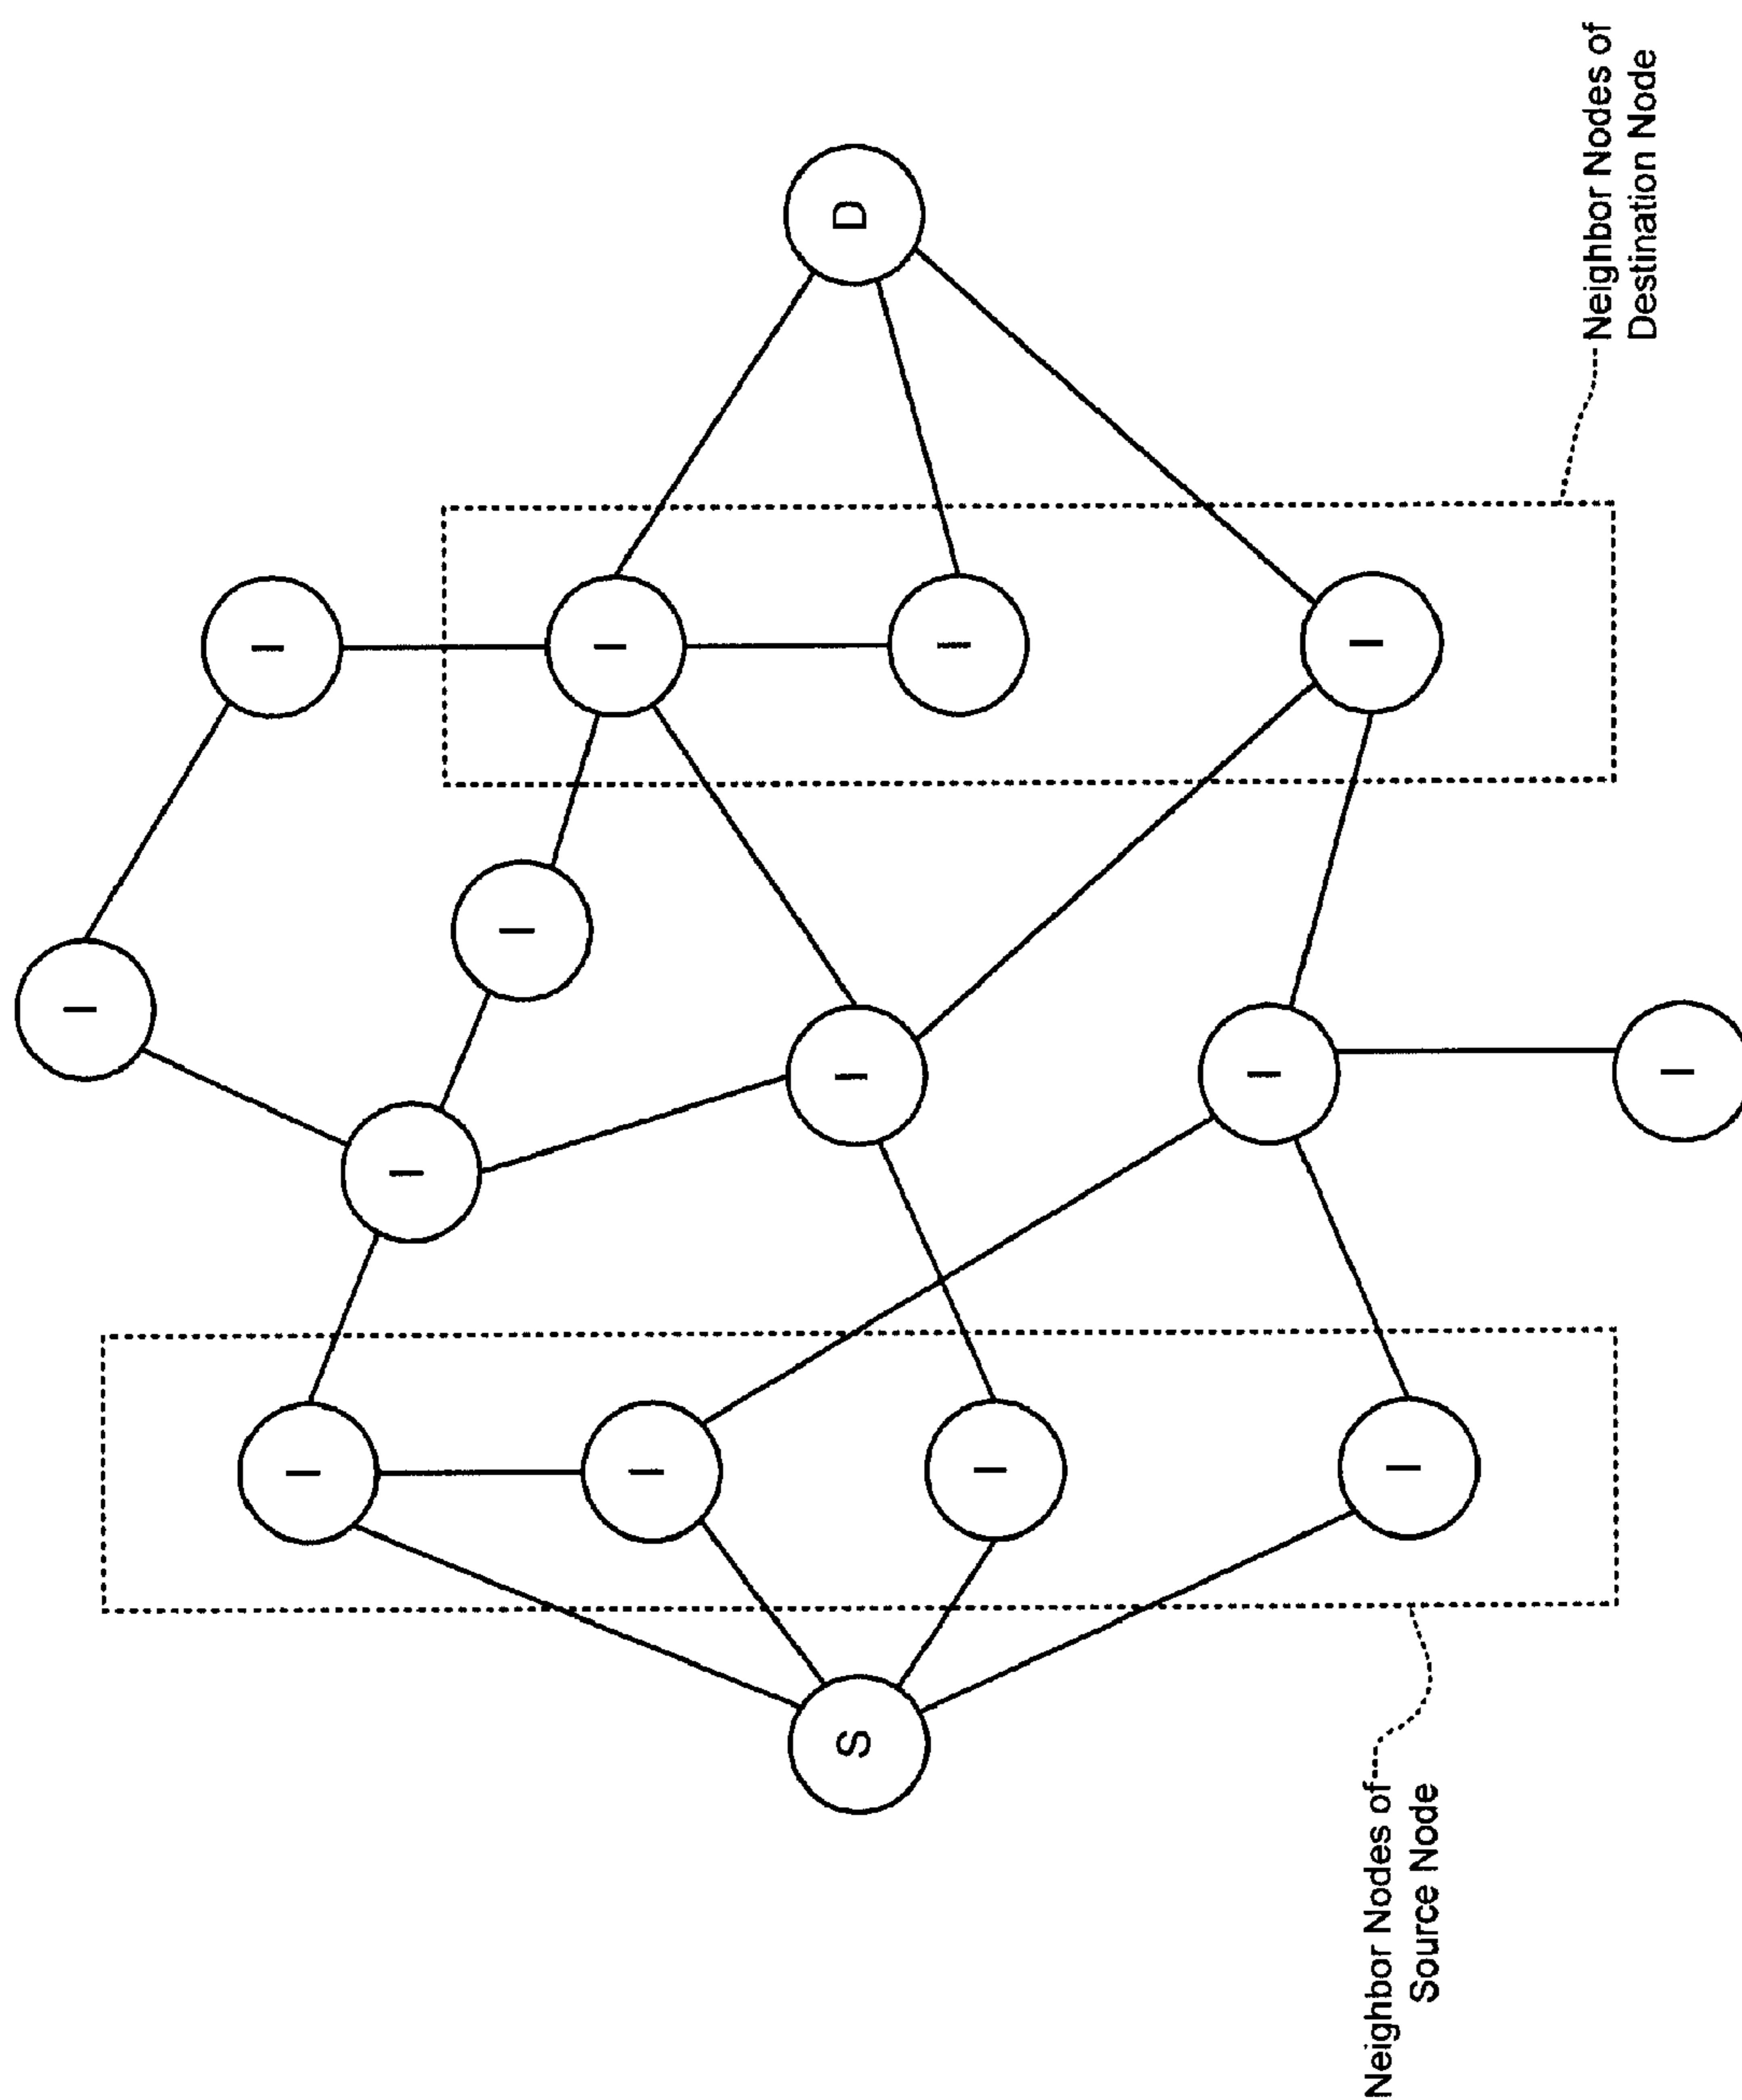 I
I
I
I
I
I
I
S
I
D
I
I
I
I
I
Neighbor Nodes of
Source Node
Neighbor Nodes of
Destination Node
I